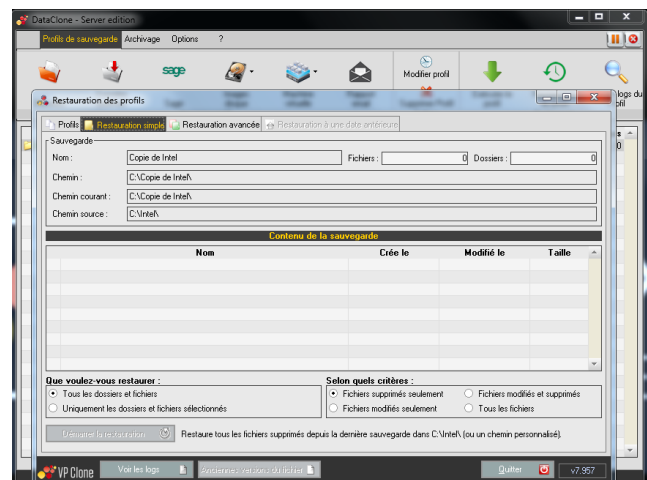 DataClone - Server edition
Profils de sauvegarde Archivage Options ?
sage Modifier profil
logs du
Restauration des profils
Profils Restauration simple Restauration avancée Restauration à une date antérieure
Sauvegarde
Nom : Copie de Intel Fichiers : 0 Dossiers : 0
Chemin : C:\Copie de Intel\
Chemin courant : C:\Copie de Intel\
Chemin source : C:\Intel\
Contenu de la sauvegarde
Nom Crée le Modifié le Taille
Que voulez-vous restaurer : Selon quels critères :
Tous les dossiers et fichiers Fichiers supprimés seulement Fichiers modifiés et supprimés
Uniquement les dossiers et fichiers sélectionnés Fichiers modifiés seulement Tous les fichiers
Démarrer la restauration Restaure tous les fichiers supprimés depuis la dernière sauvegarde dans C:\Intel\ (ou un chemin personnalisé).
VP Clone Voir les logs Anciennes versions du fichier Quitter v7.957